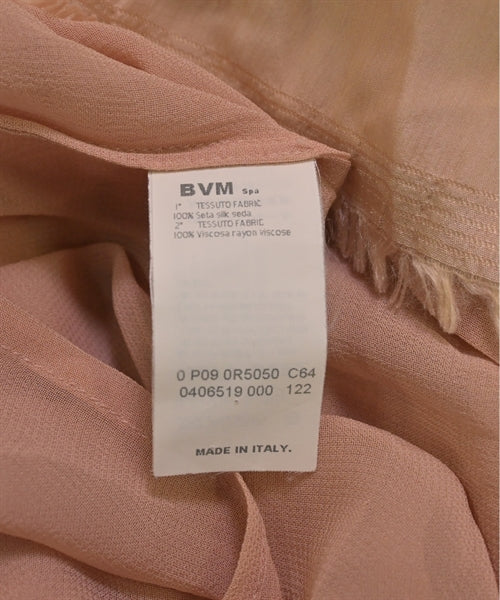 BVM Spa
1° TESSUTO FABRIC
100% Seta silk seda
2° TESSUTO FABRIC
100% Viscosa rayon viscose
0 P09 0R5050 C64
0406519 000 122
MADE IN ITALY.